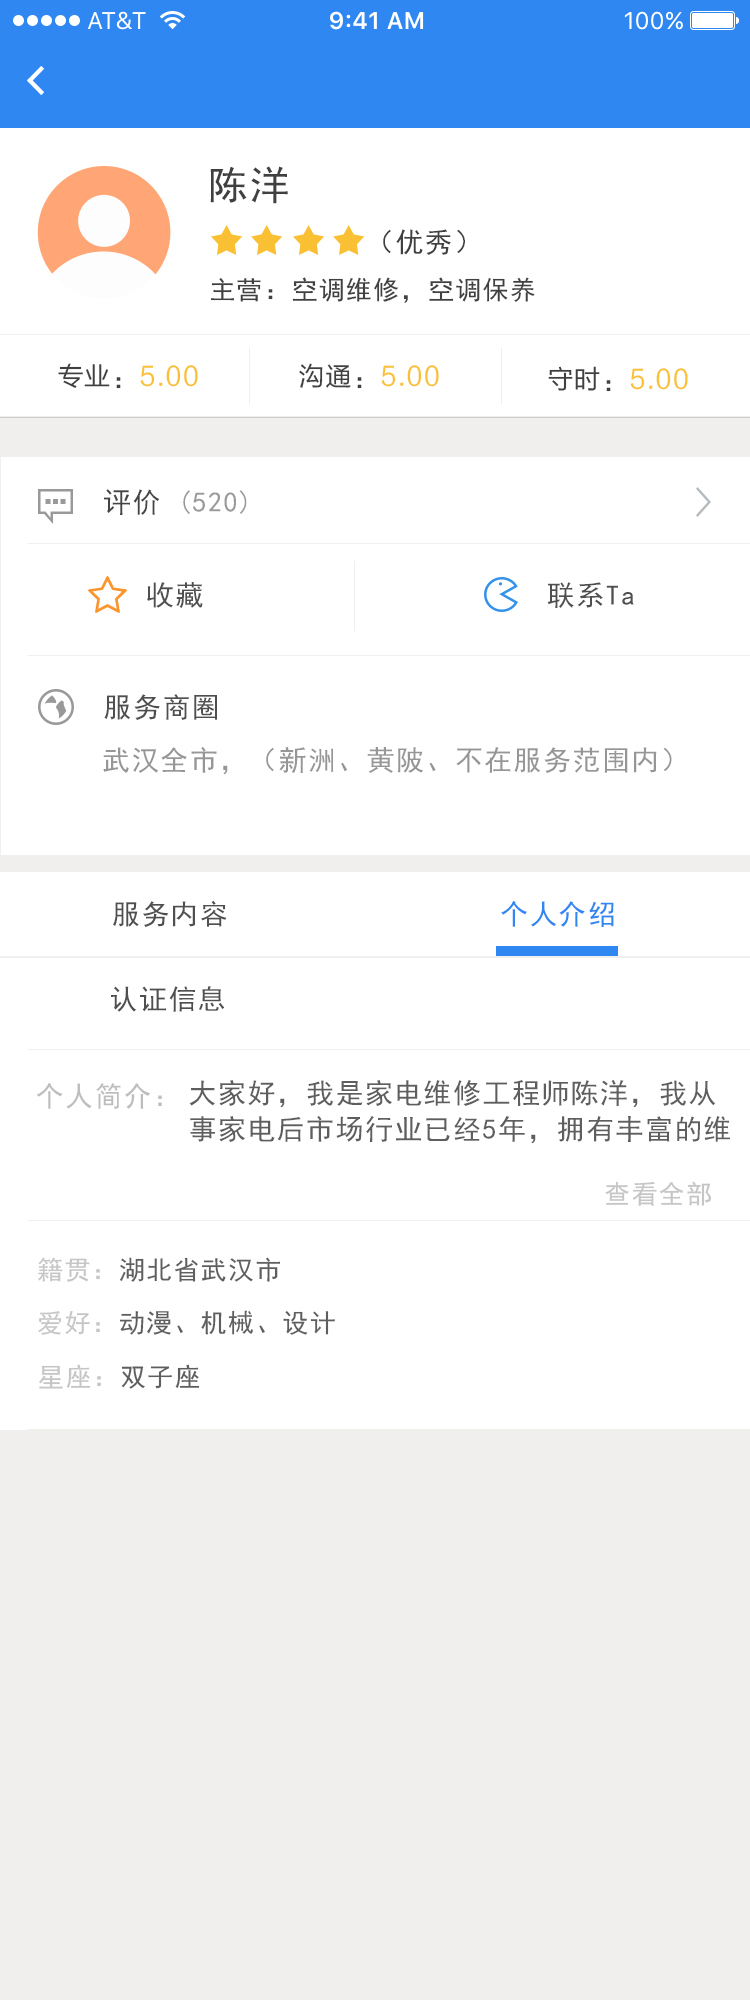 AT&T 9:41 AM 100%
陈洋
（优秀）
主营：空调维修，空调保养
专业：5.00 沟通：5.00 守时：5.00
评价（520）
收藏 联系Ta
服务商圈
武汉全市，（新洲、黄陂、不在服务范围内）
服务内容 个人介绍
认证信息
个人简介：大家好，我是家电维修工程师陈洋，我从
事家电后市场行业已经5年，拥有丰富的维
查看全部
籍贯：湖北省武汉市
爱好：动漫、机械、设计
星座：双子座